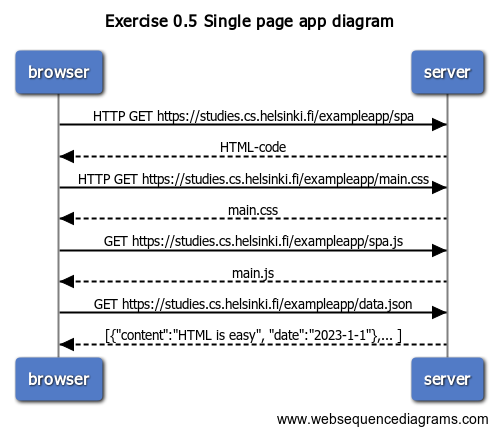 Exercise 0.5 Single page app diagram
browser server
HTTP GET https://studies.cs.helsinki.fi/exampleapp/spa
HTML-code
HTTP GET https://studies.cs.helsinki.fi/exampleapp/main.css
main.css
GET https://studies.cs.helsinki.fi/exampleapp/spa.js
main.js
GET https://studies.cs.helsinki.fi/exampleapp/data.json
[{"content":"HTML is easy", "date":"2023-1-1"},... ]
browser server
www.websequencediagrams.com